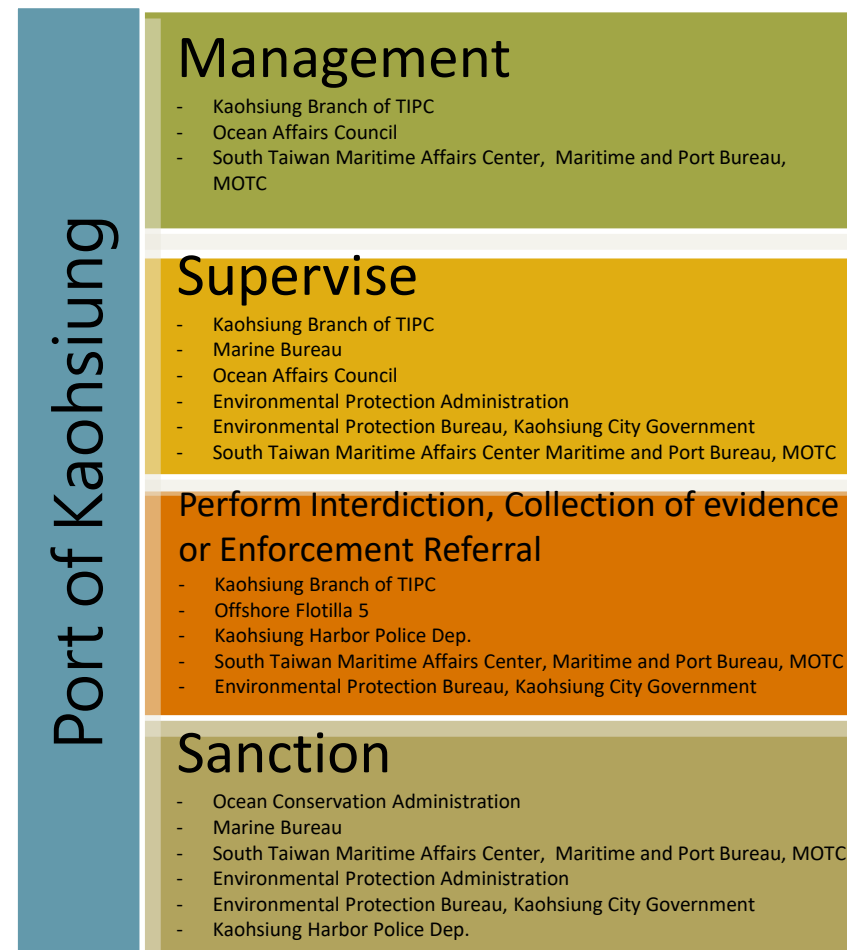 Port of Kaohsiung
Management
- Kaohsiung Branch of TIPC
- Ocean Affairs Council
- South Taiwan Maritime Affairs Center, Maritime and Port Bureau,
MOTC
Supervise
- Kaohsiung Branch of TIPC
- Marine Bureau
- Ocean Affairs Council
- Environmental Protection Administration
- Environmental Protection Bureau, Kaohsiung City Government
- South Taiwan Maritime Affairs Center Maritime and Port Bureau, MOTC
Perform Interdiction, Collection of evidence
or Enforcement Referral
- Kaohsiung Branch of TIPC
- Offshore Flotilla 5
- Kaohsiung Harbor Police Dep.
- South Taiwan Maritime Affairs Center, Maritime and Port Bureau, MOTC
- Environmental Protection Bureau, Kaohsiung City Government
Sanction
- Ocean Conservation Administration
- Marine Bureau
- South Taiwan Maritime Affairs Center, Maritime and Port Bureau, MOTC
- Environmental Protection Administration
- Environmental Protection Bureau, Kaohsiung City Government
- Kaohsiung Harbor Police Dep.